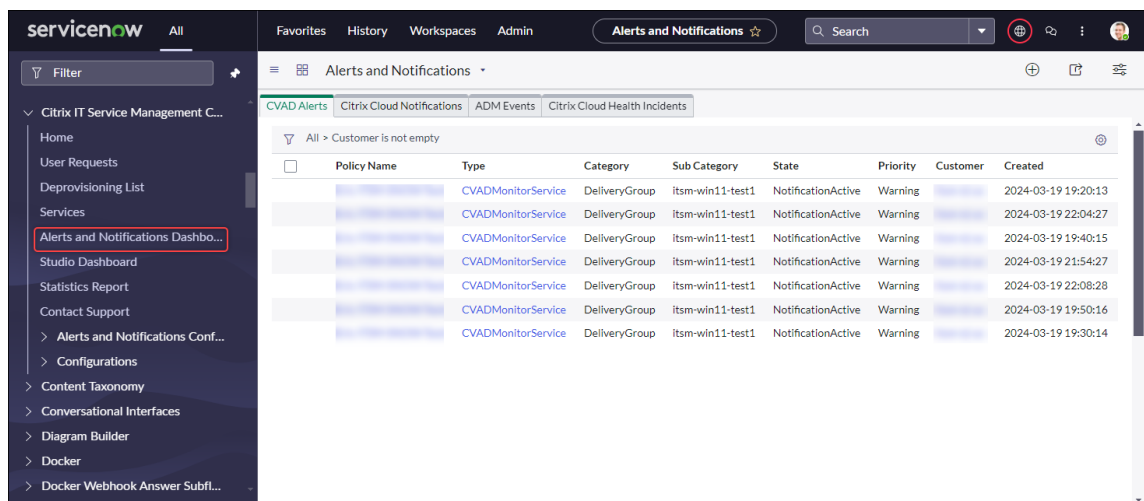 servicenow All Favorites History Workspaces Admin Alerts and Notifications Search
Filter
Alerts and Notifications
CVAD Alerts Citrix Cloud Notifications ADM Events Citrix Cloud Health Incidents
All > Customer is not empty
Policy Name Type Category Sub Category State Priority Customer Created
CVADMonitorService DeliveryGroup itsm-win11-test1 NotificationActive Warning 2024-03-19 19:20:13
CVADMonitorService DeliveryGroup itsm-win11-test1 NotificationActive Warning 2024-03-19 22:04:27
CVADMonitorService DeliveryGroup itsm-win11-test1 NotificationActive Warning 2024-03-19 19:40:15
CVADMonitorService DeliveryGroup itsm-win11-test1 NotificationActive Warning 2024-03-19 21:54:27
CVADMonitorService DeliveryGroup itsm-win11-test1 NotificationActive Warning 2024-03-19 22:08:28
CVADMonitorService DeliveryGroup itsm-win11-test1 NotificationActive Warning 2024-03-19 19:50:16
CVADMonitorService DeliveryGroup itsm-win11-test1 NotificationActive Warning 2024-03-19 19:30:14
Citrix IT Service Management C...
Home
User Requests
Deprovisioning List
Services
Alerts and Notifications Dashbo...
Studio Dashboard
Statistics Report
Contact Support
> Alerts and Notifications Conf...
> Configurations
> Content Taxonomy
> Conversational Interfaces
> Diagram Builder
> Docker
> Docker Webhook Answer Subfl...